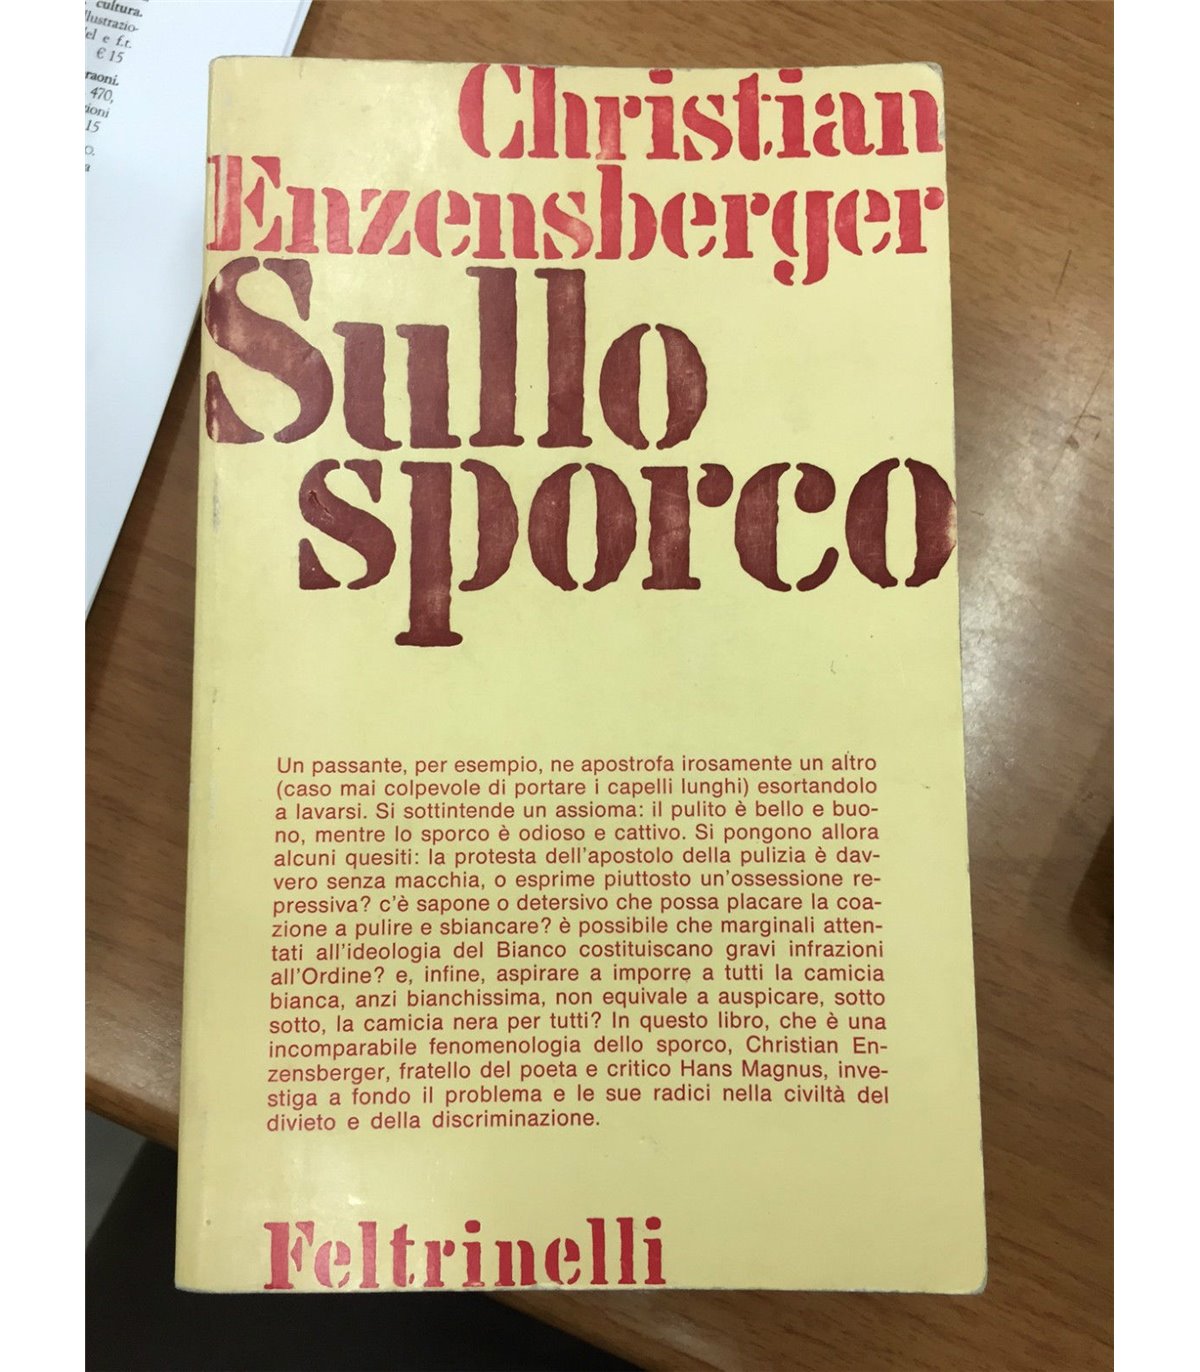 cultura.
llustrazio-
el e f.t.
€ 15
raoni.
470,
zioni
15
O.
a
Christian
Enzensberger
Sullo
sporco
Un passante, per esempio, ne apostrofa irosamente un altro
(caso mai colpevole di portare i capelli lunghi) esortandolo
a lavarsi. Si sottintende un assioma: il pulito è bello e buo-
no, mentre lo sporco è odioso e cattivo. Si pongono allora
alcuni quesiti: la protesta dell'apostolo della pulizia è dav-
vero senza macchia, o esprime piuttosto un'ossessione re-
pressiva? c'è sapone o detersivo che possa placare la coa-
zione a pulire e sbiancare? è possibile che marginali atten-
tati all'ideologia del Bianco costituiscano gravi infrazioni
all'Ordine? e, infine, aspirare a imporre a tutti la camicia
bianca, anzi bianchissima, non equivale a auspicare, sotto
sotto, la camicia nera per tutti? In questo libro, che è una
incomparabile fenomenologia dello sporco, Christian En-
zensberger, fratello del poeta e critico Hans Magnus, inve-
stiga a fondo il problema e le sue radici nella civiltà del
divieto e della discriminazione.
Feltrinelli